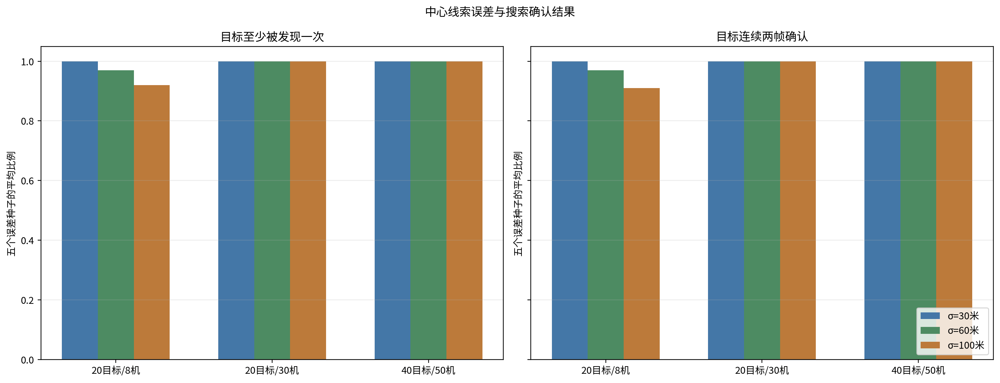 中心线索误差与搜索确认结果
目标至少被发现一次
五个误差种子的平均比例
1.0
0.8
0.6
0.4
0.2
0.0
20目标/8机
20目标/30机
40目标/50机
目标连续两帧确认
五个误差种子的平均比例
σ=30米
σ=60米
σ=100米
20目标/8机
20目标/30机
40目标/50机